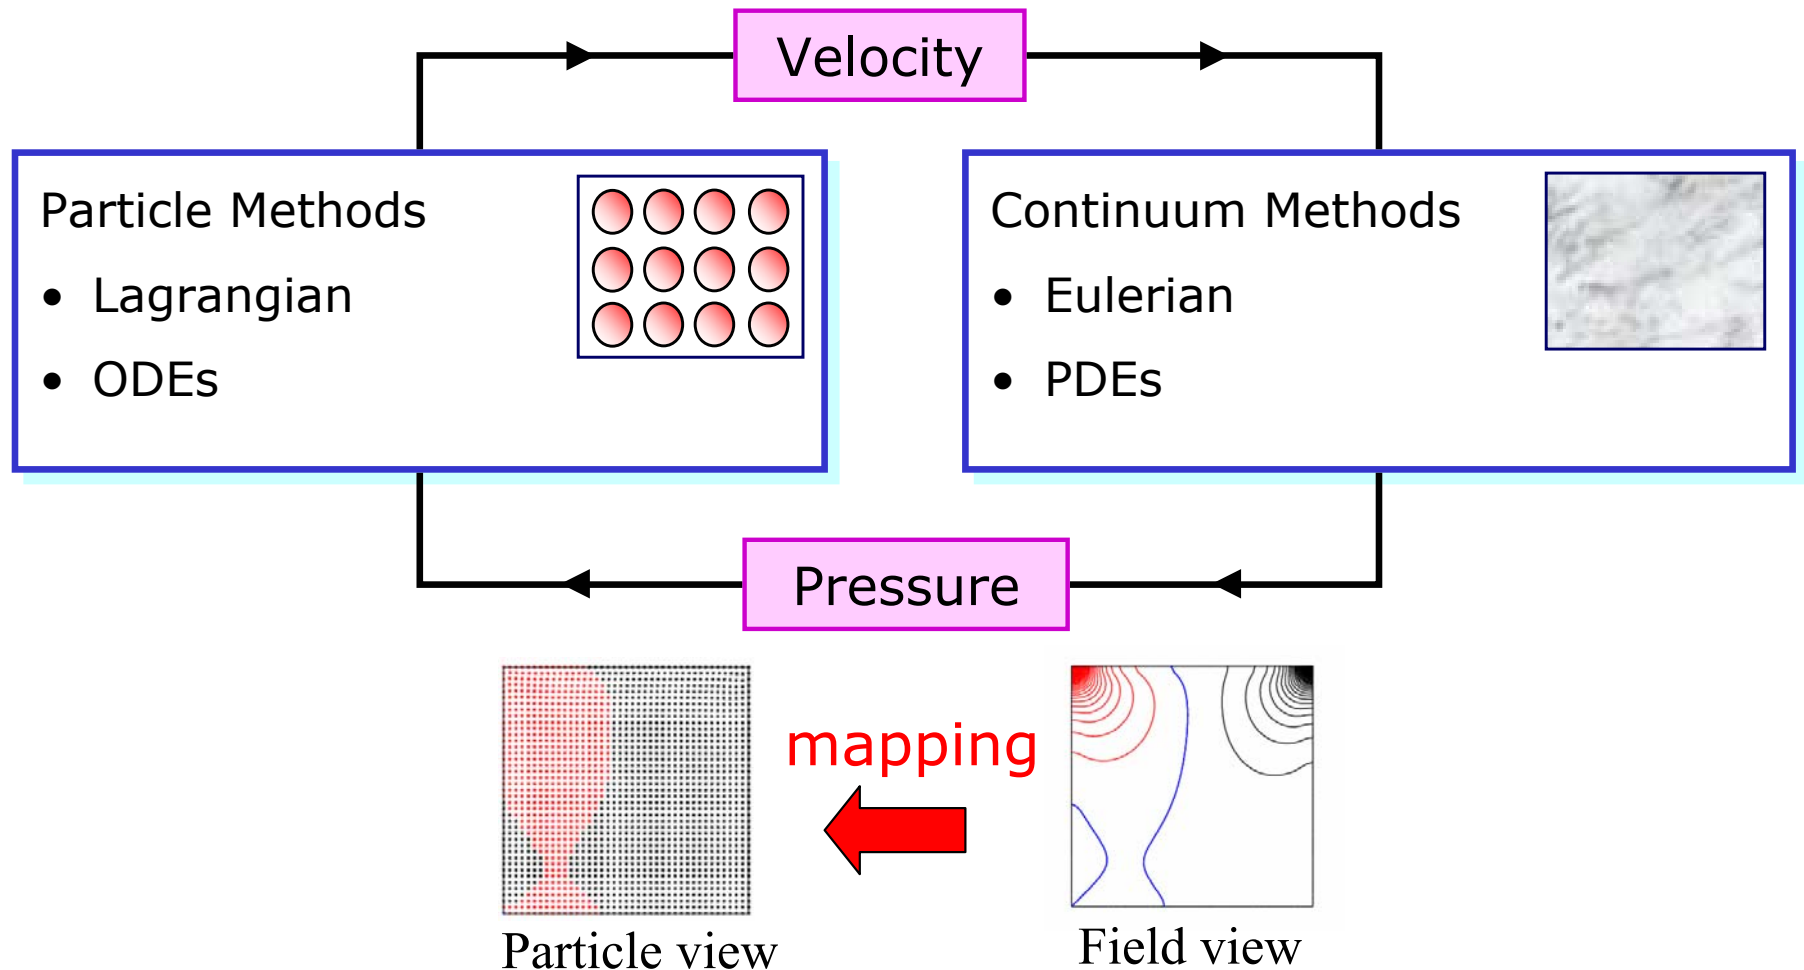 Velocity
Particle Methods
• Lagrangian
• ODEs
Continuum Methods
• Eulerian
• PDEs
Pressure
mapping
Particle view
Field view